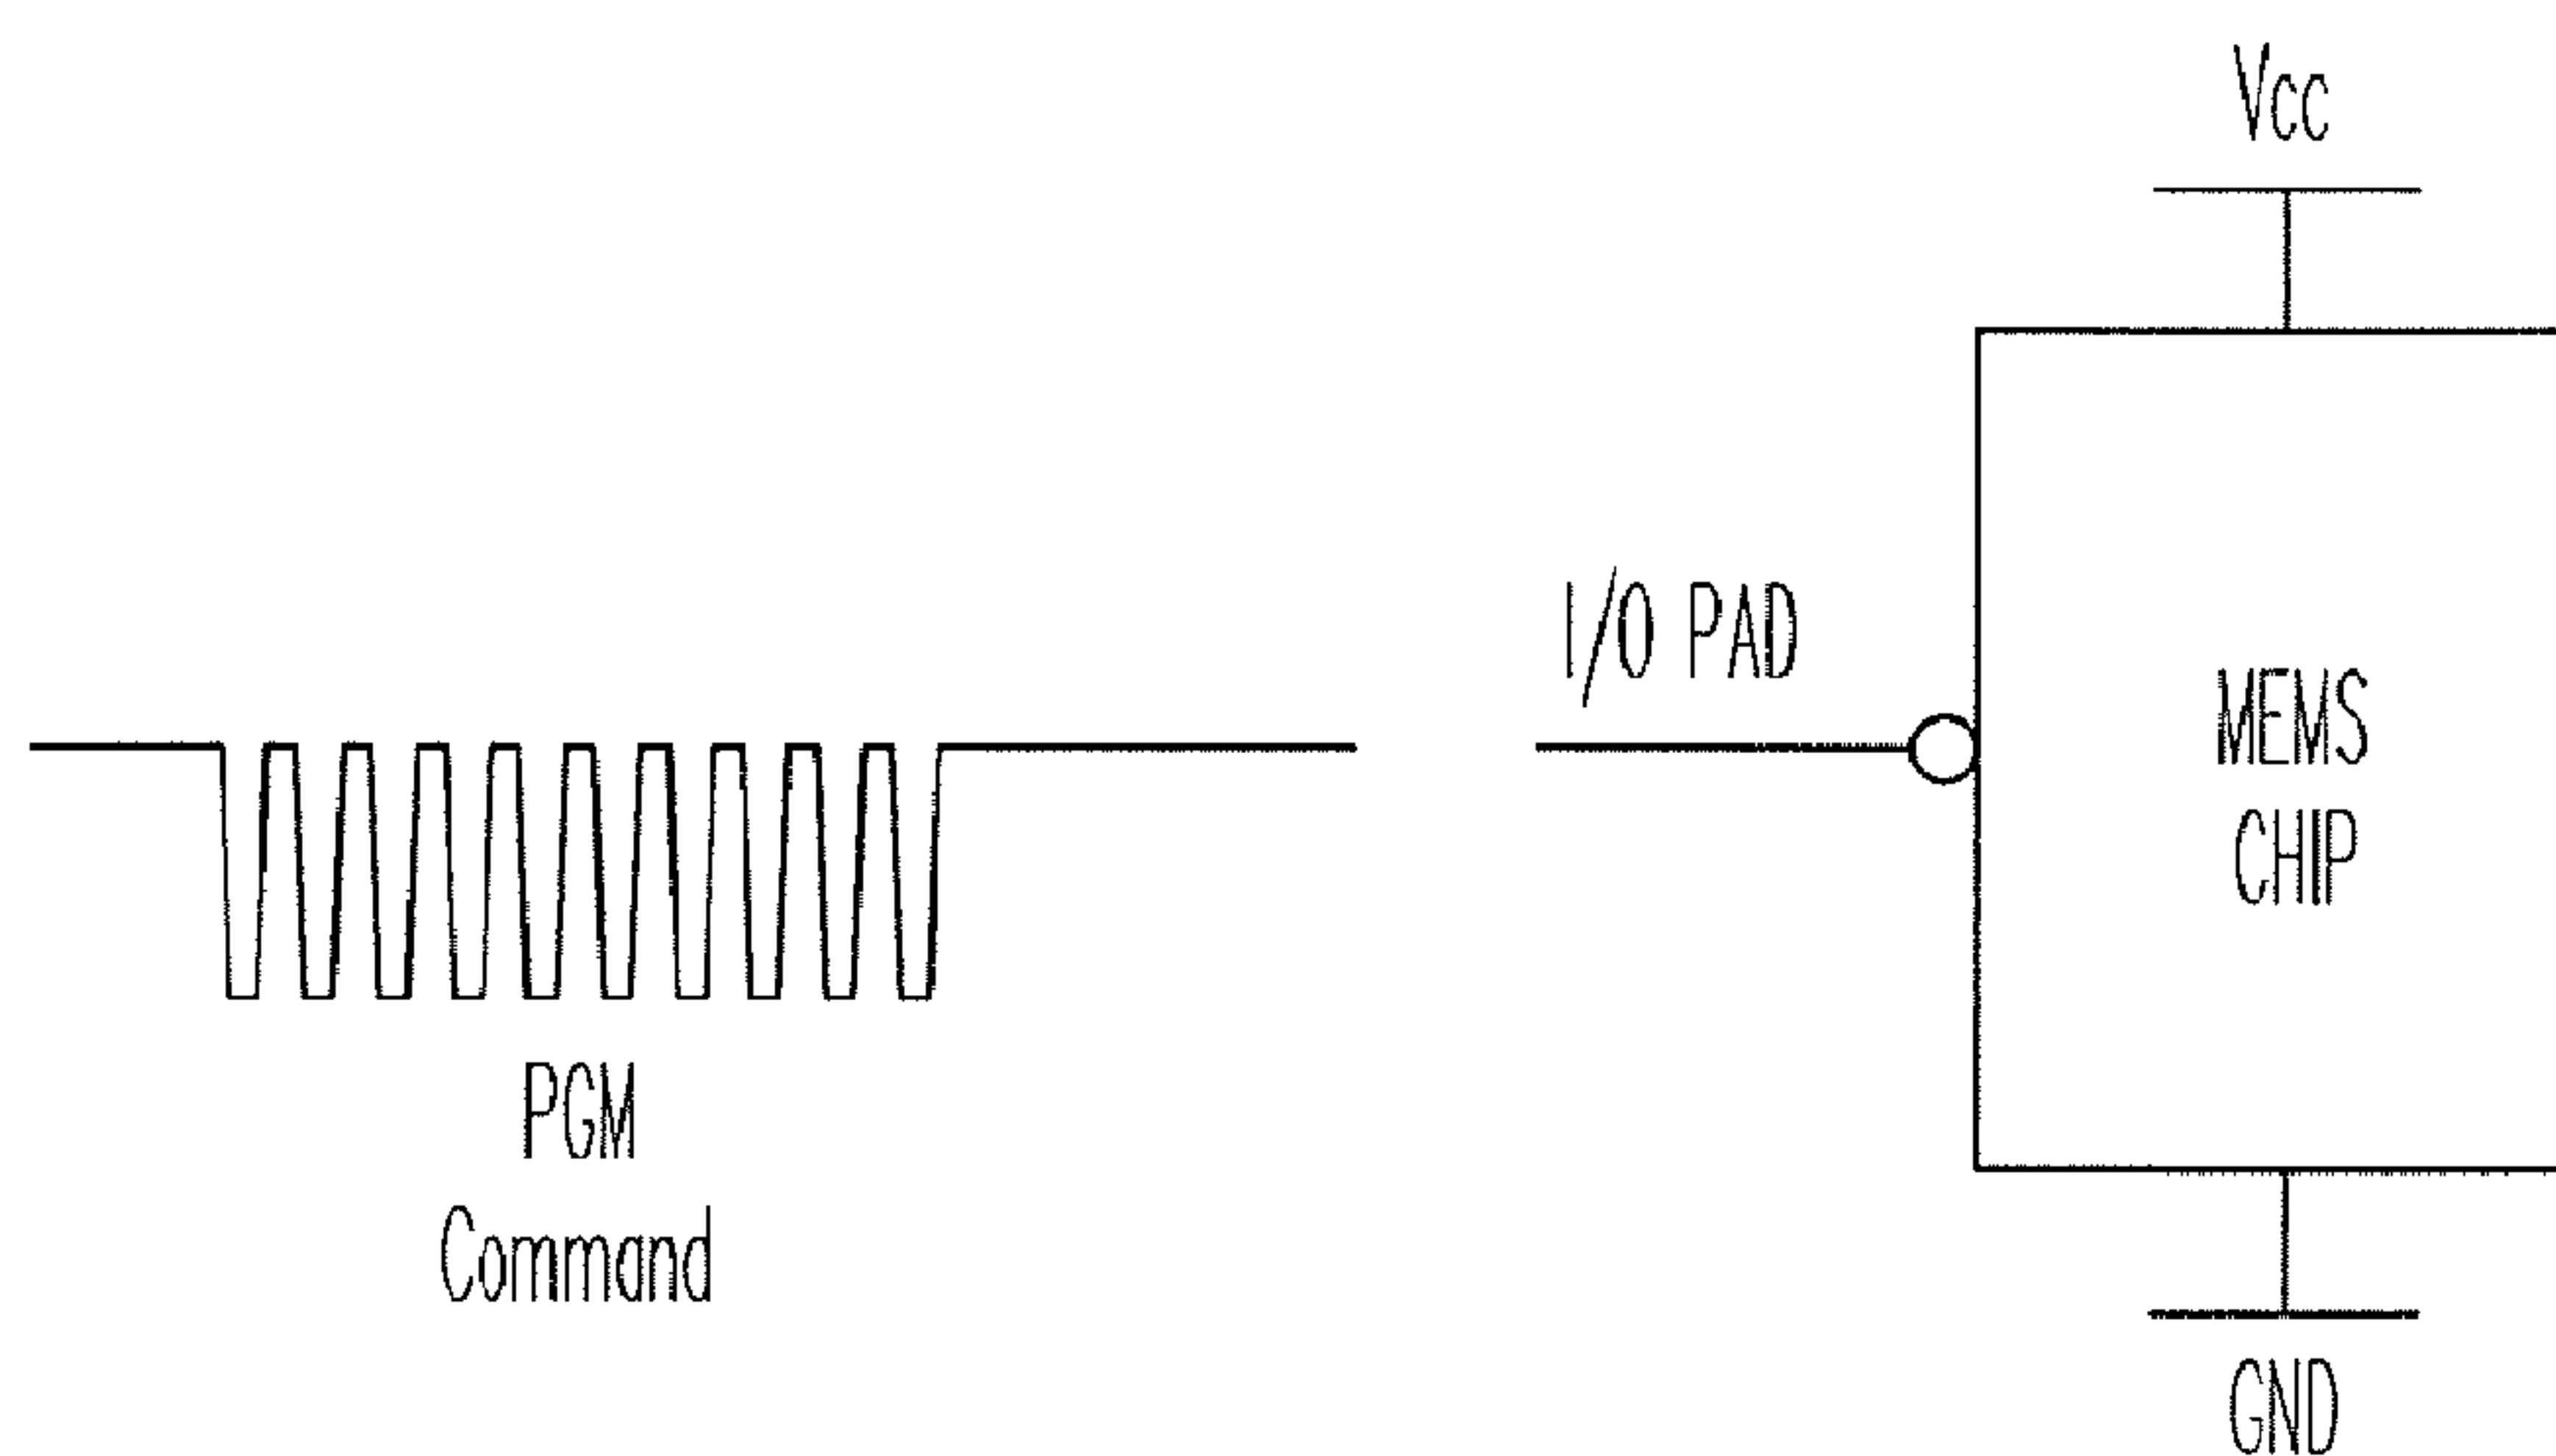 Vcc
I/O PAD
MEMS
CHIP
PGM
Command
GND